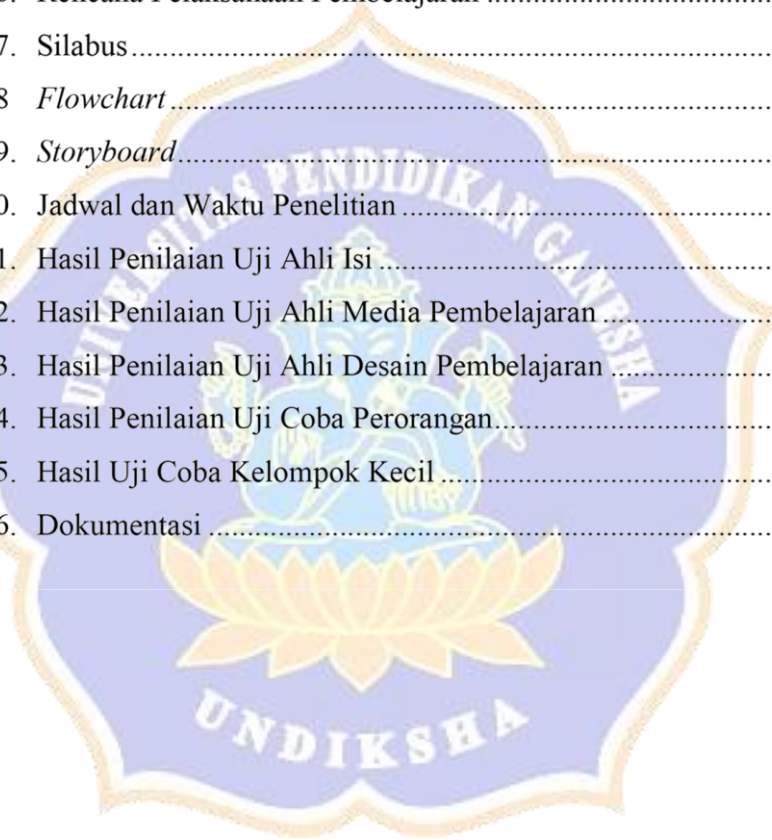 6. Rencana Pelaksanaan Pembelajaran ....................................
7. Silabus................................................................................
8 Flowchart...........................................................................
9. Storyboard..........................................................................
0. Jadwal dan Waktu Penelitian ..............................................
1. Hasil Penilaian Uji Ahli Isi .................................................
2. Hasil Penilaian Uji Ahli Media Pembelajaran .....................
3. Hasil Penilaian Uji Ahli Desain Pembelajaran ....................
4. Hasil Penilaian Uji Coba Perorangan...................................
5. Hasil Uji Coba Kelompok Kecil ..........................................
6. Dokumentasi .......................................................................
UNIVERSITAS PENDIDIKAN GANESHA
UNDIKSHA